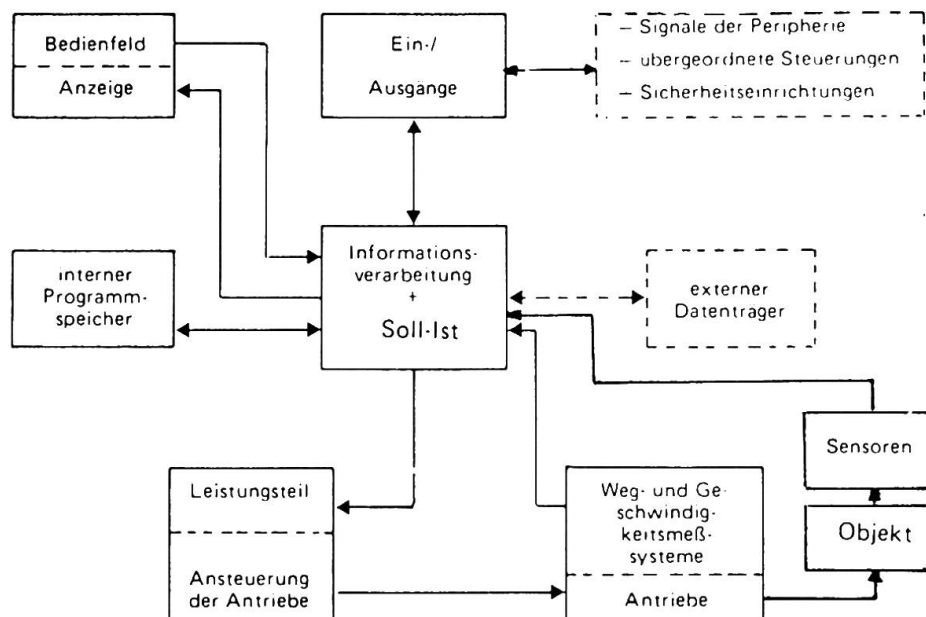 Bedienfeld
Anzeige
Ein-/
Ausgänge
– Signale der Peripherie
– ubergeordnete Steuerungen
– Sicherheitseinrichtungen
interner
Programm-
speicher
Informations-
verarbeitung
+
Soll-Ist
externer
Datentrager
Sensoren
Objekt
Leistungsteil
Ansteuerung
der Antriebe
Weg- und Ge-
schwindig-
keitsmeß-
systeme
Antriebe